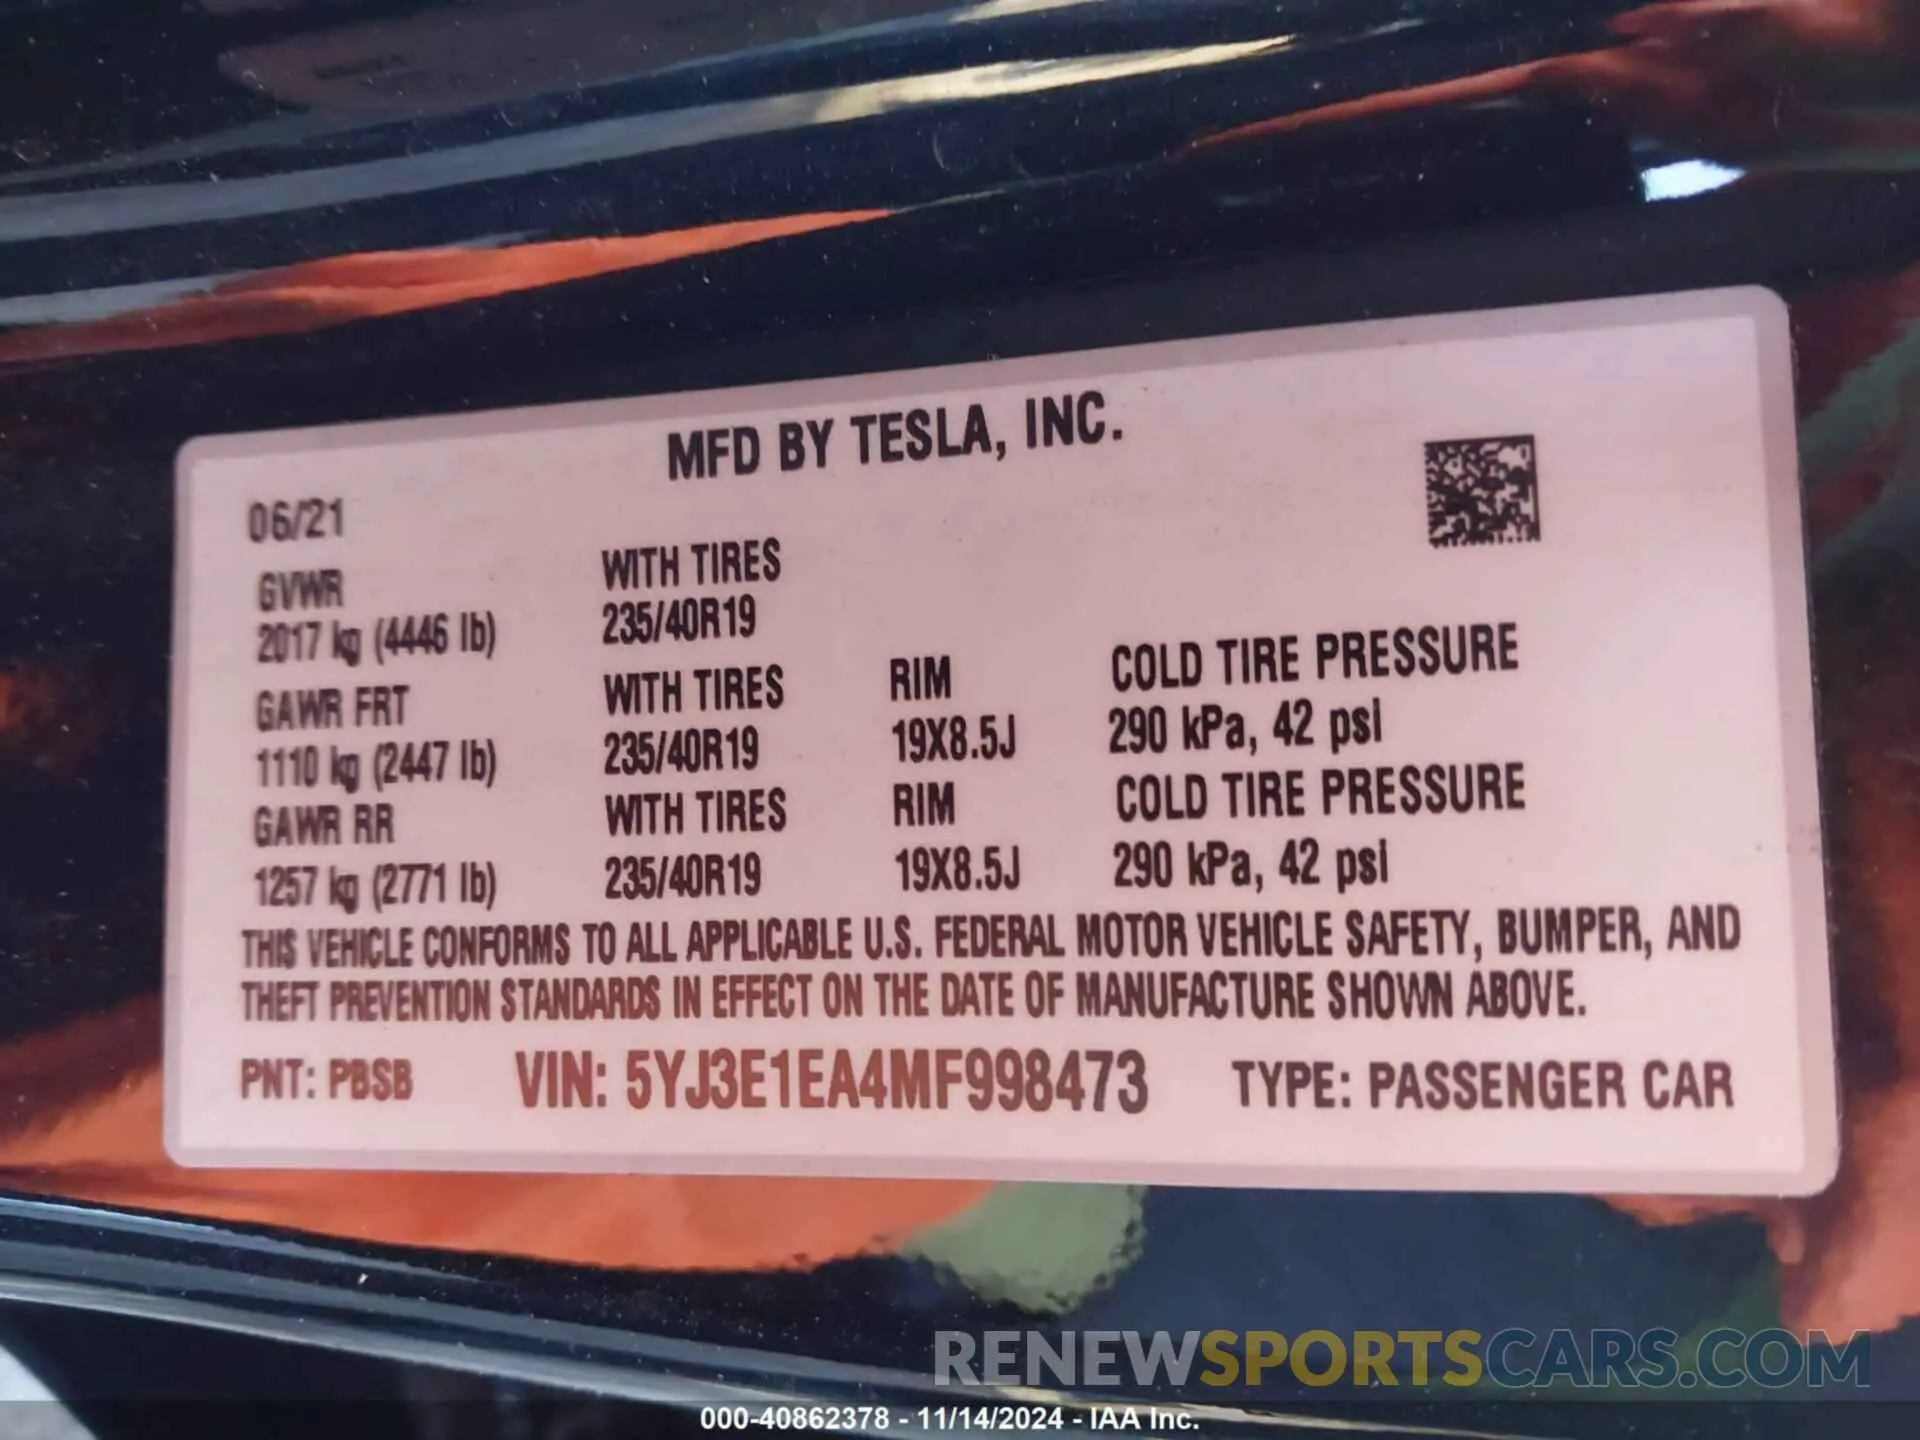 MFD BY TESLA, INC.
06/21
GVWR
2017 kg (4446 lb)
WITH TIRES
235/40R19
GAWR FRT
1110 kg (2447 lb)
WITH TIRES
235/40R19
RIM
19X8.5J
COLD TIRE PRESSURE
290 kPa, 42 psi
GAWR RR
1257 kg (2771 lb)
WITH TIRES
235/40R19
RIM
19X8.5J
COLD TIRE PRESSURE
290 kPa, 42 psi
THIS VEHICLE CONFORMS TO ALL APPLICABLE U.S. FEDERAL MOTOR VEHICLE SAFETY, BUMPER, AND
THEFT PREVENTION STANDARDS IN EFFECT ON THE DATE OF MANUFACTURE SHOWN ABOVE.
PNT: PBSB VIN: 5YJ3E1EA4MF998473 TYPE: PASSENGER CAR
RENEWSPORTSCARS.COM
000-40862378 - 11/14/2024 - IAA Inc.